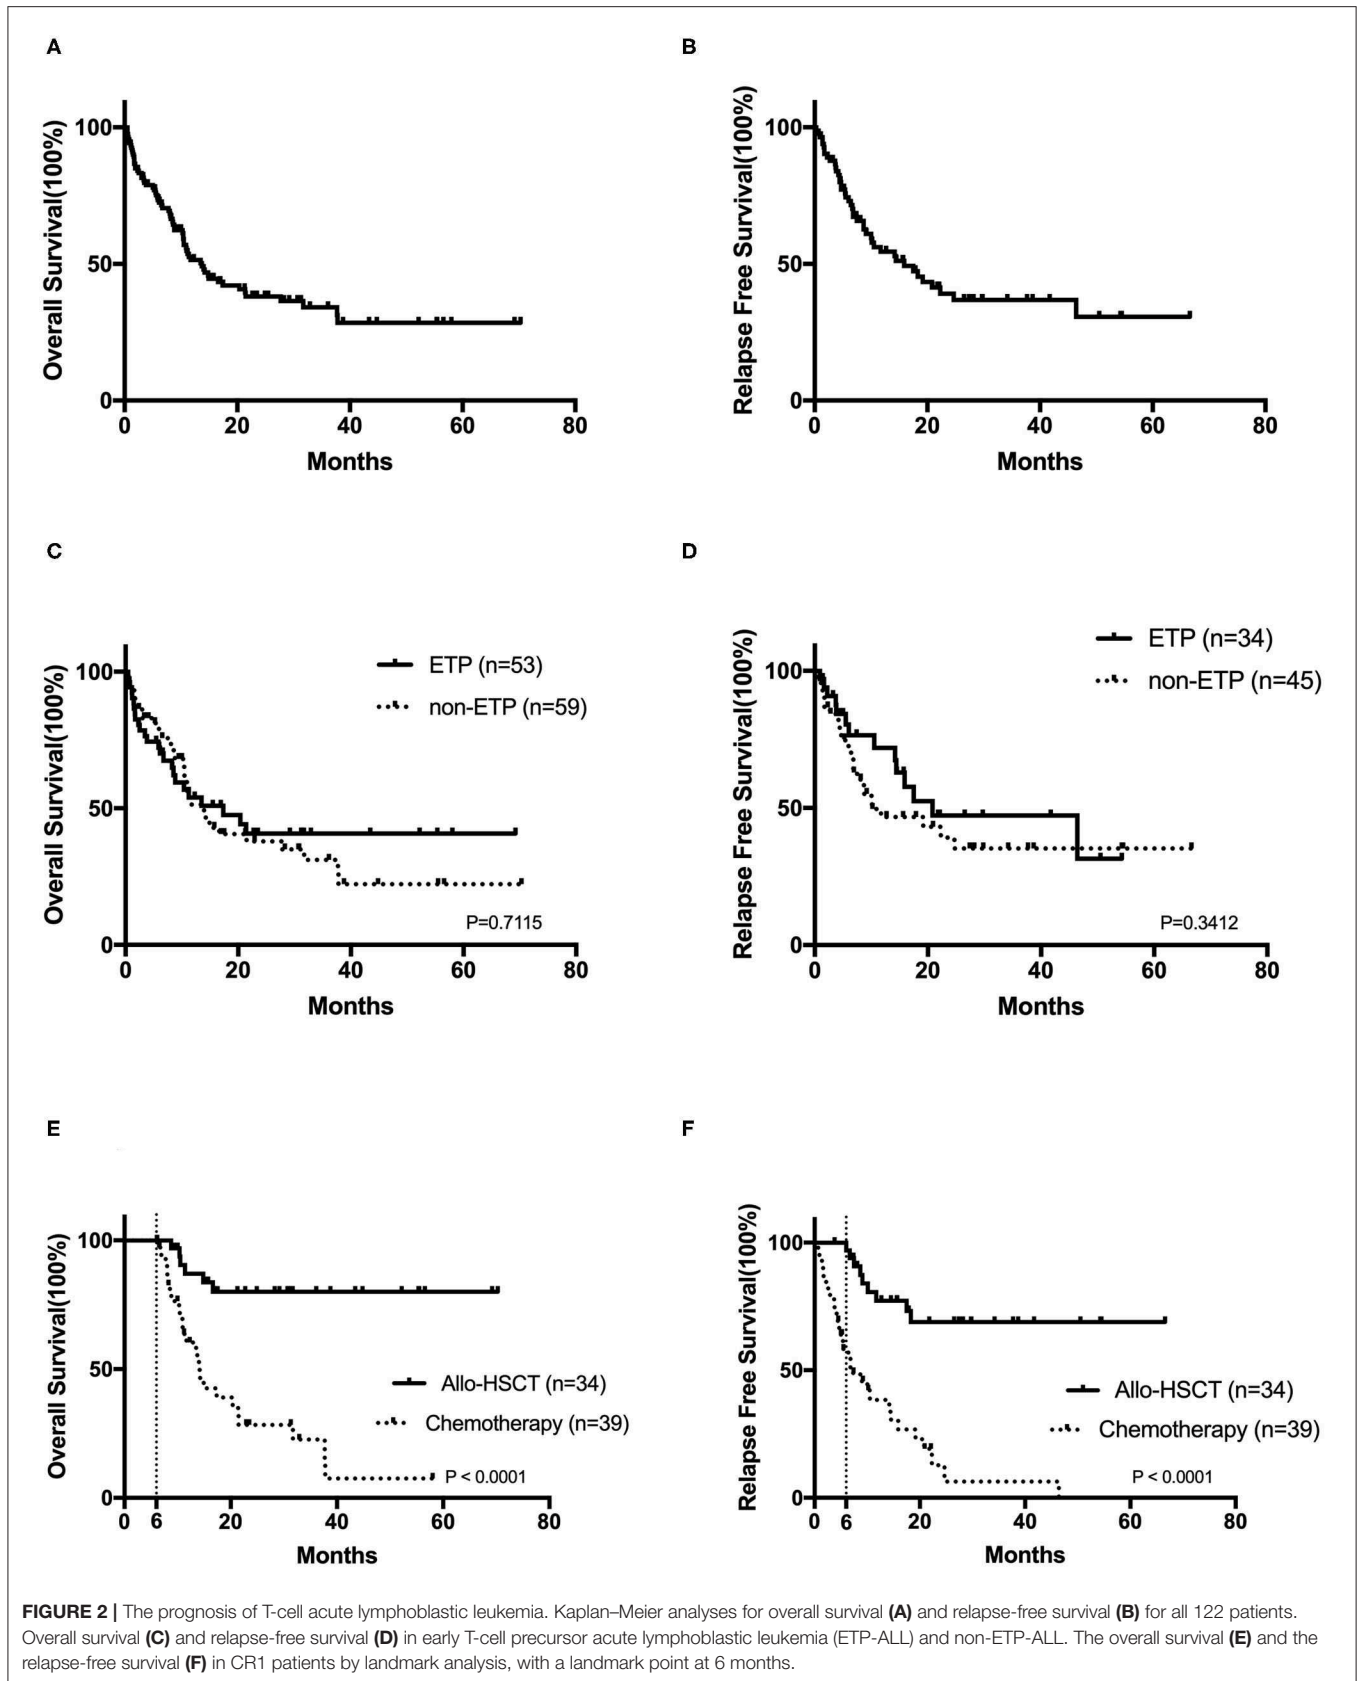 A
B
Overall Survival(100%)
100
50
0
0 20 40 60 80
Months
Relapse Free Survival(100%)
100
50
0
0 20 40 60 80
Months
C
D
Overall Survival(100%)
100
50
0
ETP (n=53)
non-ETP (n=59)
P=0.7115
0 20 40 60 80
Months
Relapse Free Survival(100%)
100
50
0
ETP (n=34)
non-ETP (n=45)
P=0.3412
0 20 40 60 80
Months
E
F
Overall Survival(100%)
100
50
0
Allo-HSCT (n=34)
Chemotherapy (n=39)
P < 0.0001
0 6 20 40 60 80
Months
Relapse Free Survival(100%)
100
50
0
Allo-HSCT (n=34)
Chemotherapy (n=39)
P < 0.0001
0 6 20 40 60 80
Months
FIGURE 2 | The prognosis of T-cell acute lymphoblastic leukemia. Kaplan–Meier analyses for overall survival (A) and relapse-free survival (B) for all 122 patients.
Overall survival (C) and relapse-free survival (D) in early T-cell precursor acute lymphoblastic leukemia (ETP-ALL) and non-ETP-ALL. The overall survival (E) and the
relapse-free survival (F) in CR1 patients by landmark analysis, with a landmark point at 6 months.